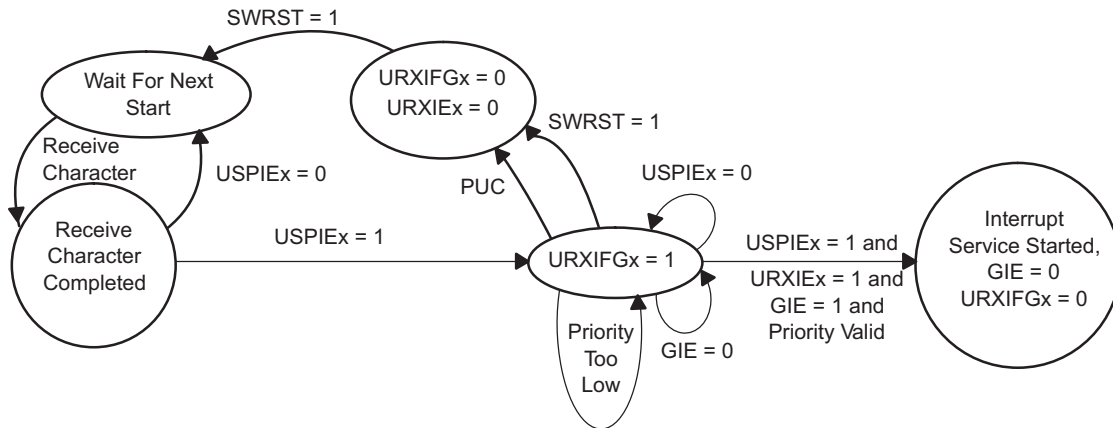 SWRST = 1
Wait For Next
Start
URXIFGx = 0
URXIEx = 0
SWRST = 1
Receive
Character
USPIEx = 0
PUC
USPIEx = 0
Receive
Character
Completed
USPIEx = 1
URXIFGx = 1
USPIEx = 1 and
URXIEx = 1 and
GIE = 1 and
Priority Valid
Interrupt
Service Started,
GIE = 0
URXIFGx = 0
Priority
Too
Low
GIE = 0